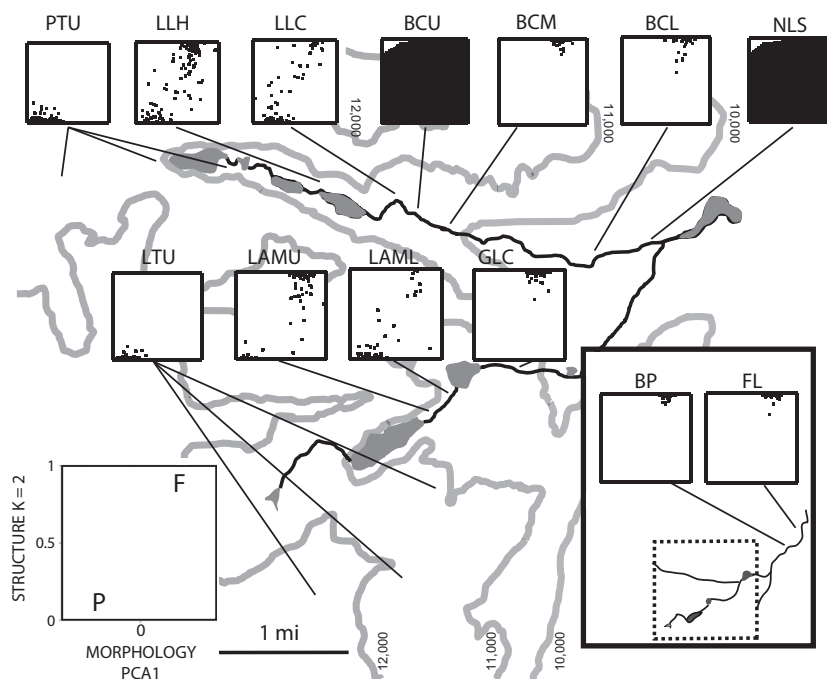 PTU LLH LLC BCU BCM BCL NLS
12,000
11,000
10,000
LTU LAMU LAML GLC
BP FL
1
STRUCTURE K = 2
0.5
0
F
P
0
MORPHOLOGY
PCA1
1 mi
12,000
11,000
10,000